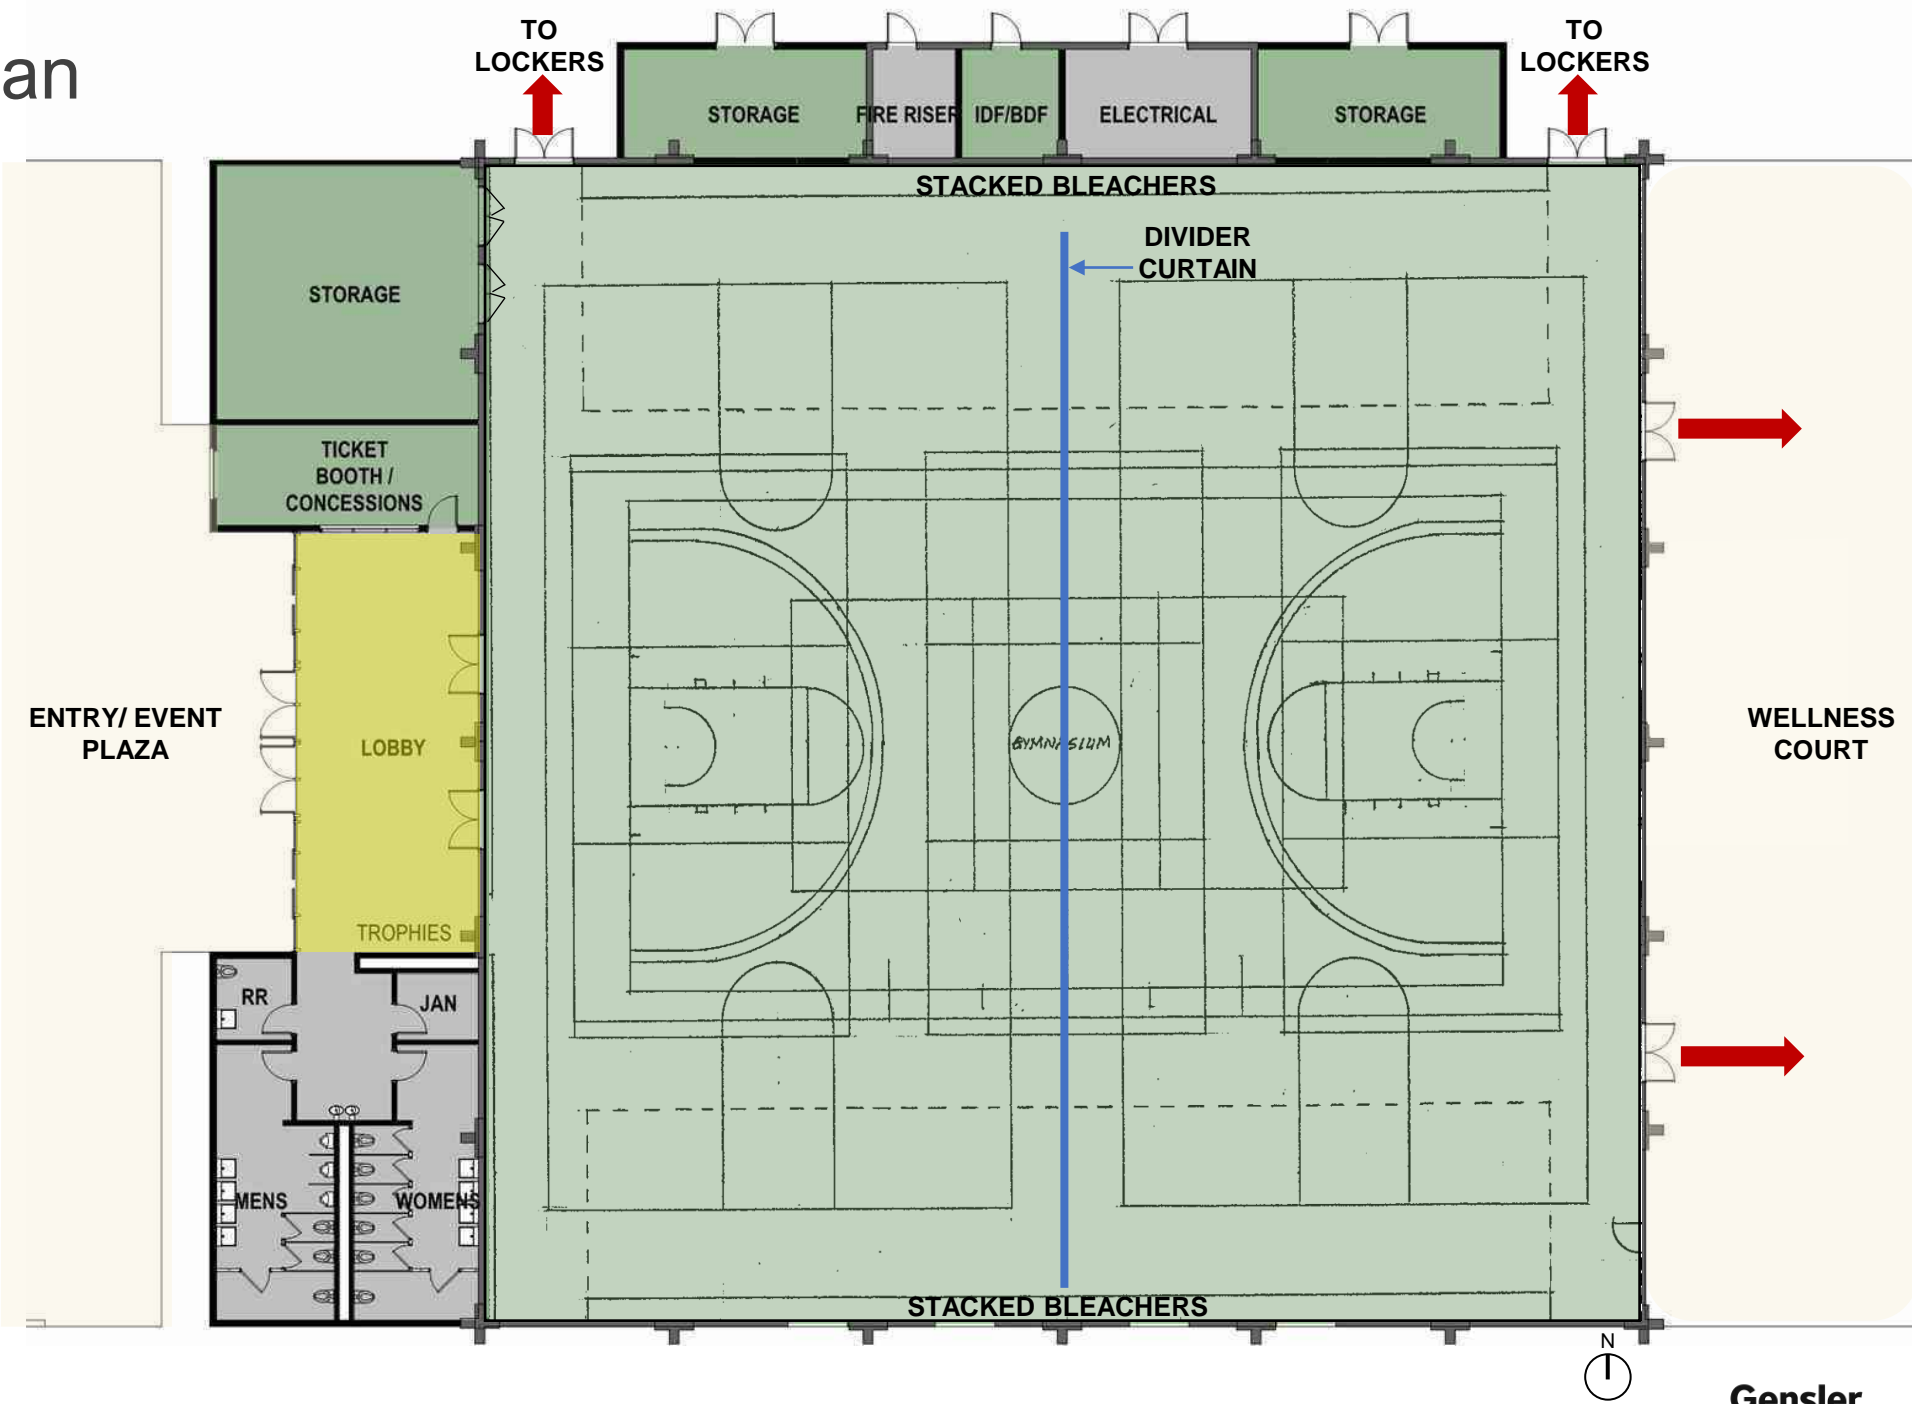 an
TO
LOCKERS
TO
LOCKERS
STORAGE
FIRE RISER
IDF/BDF
ELECTRICAL
STORAGE
STACKED BLEACHERS
DIVIDER
CURTAIN
STORAGE
TICKET
BOOTH /
CONCESSIONS
ENTRY/ EVENT
PLAZA
LOBBY
GYMNASIUM
WELLNESS
COURT
TROPHIES
RR
JAN
MENS
WOMENS
STACKED BLEACHERS
N
Gensler